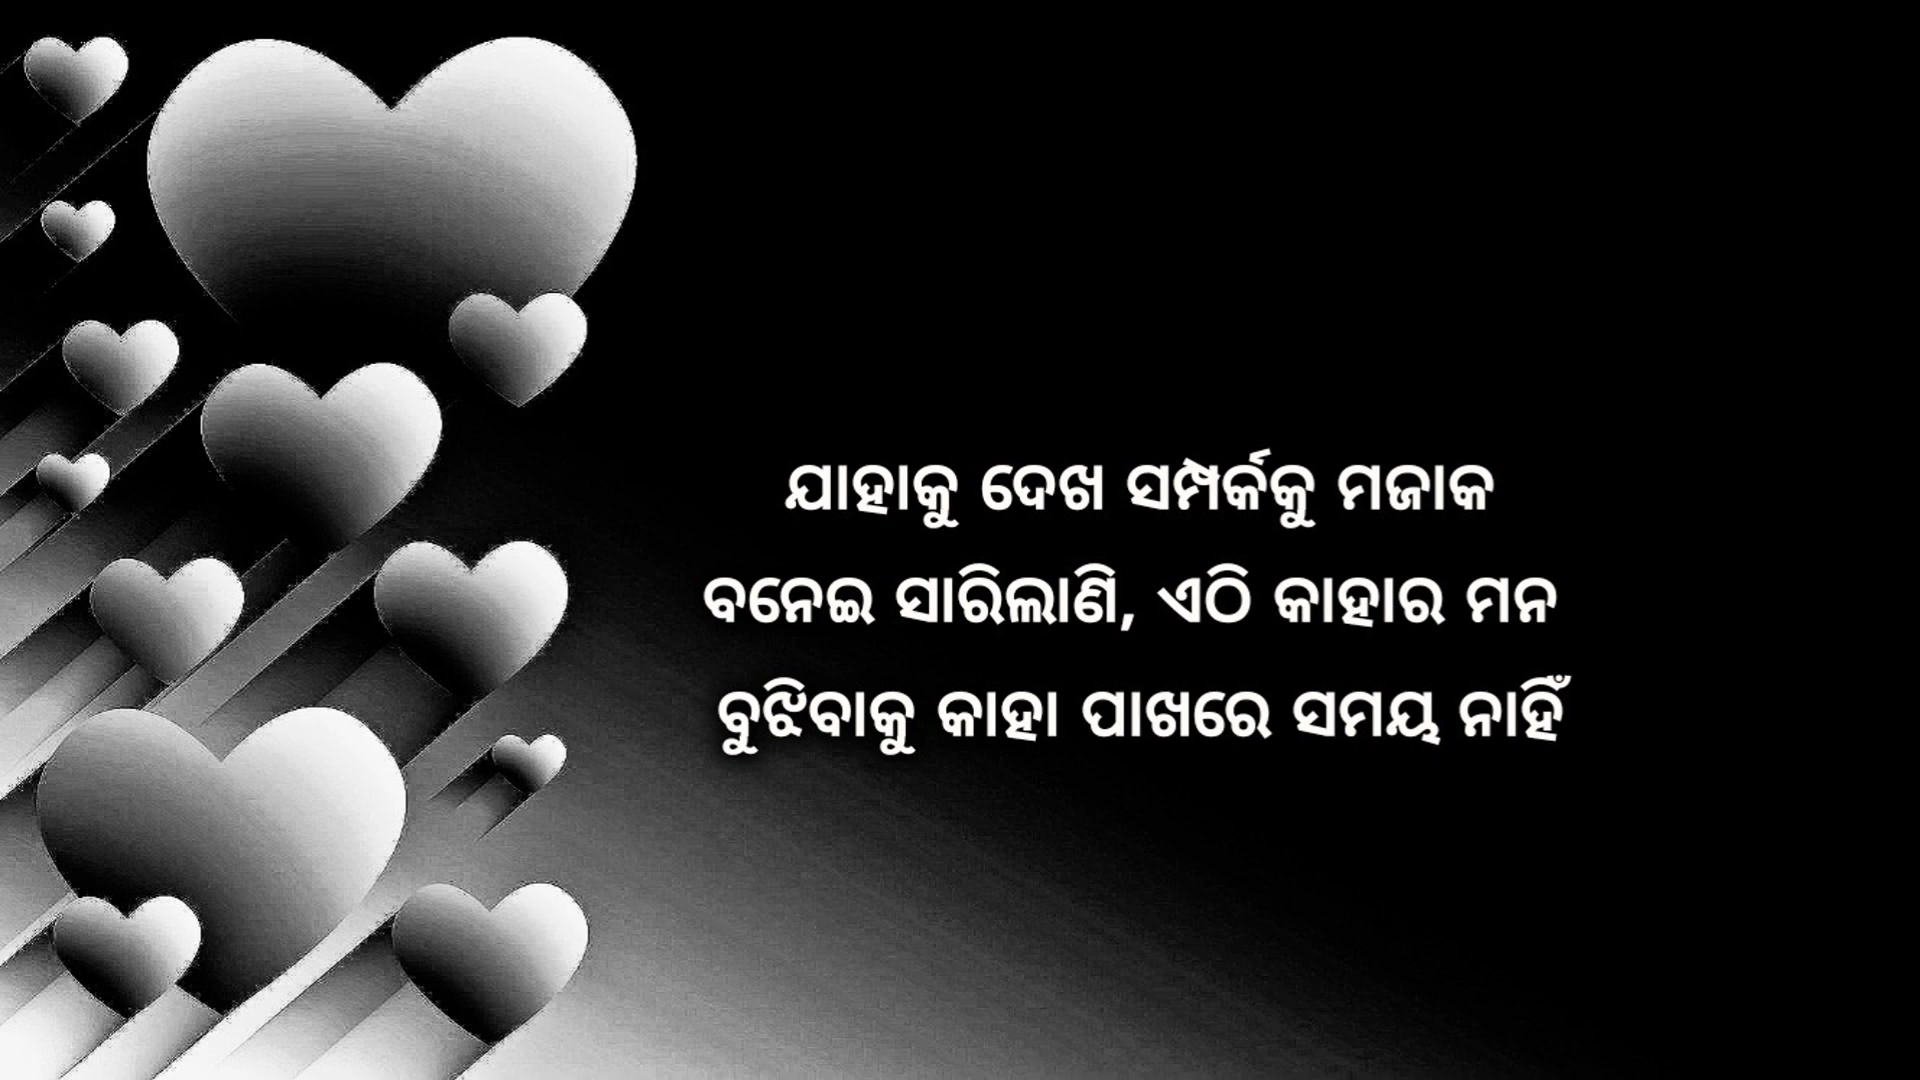 ଯାହାକୁ ଦେଖ ସମ୍ପର୍କକୁ ମଜାକ
ବନେଇ ସାରିଲାଣି, ଏଠି କାହାର ମନ
ବୁଝିବାକୁ କାହା ପାଖରେ ସମୟ ନାହିଁ